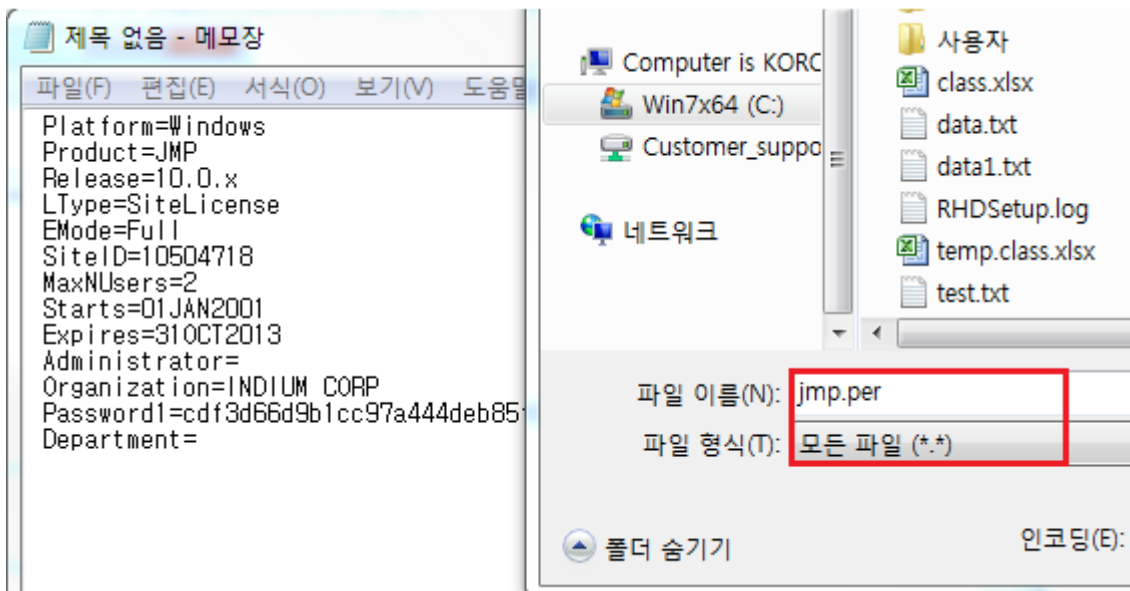 제목 없음 - 메모장
파일(F) 편집(E) 서식(O) 보기(V)
Platform=Windows
Product=JMP
Release=10.0.x
LType=SiteLicense
EMode=Full
SiteID=10504718
MaxNUsers=2
Starts=01JAN2001
Expires=31OCT2013
Administrator=
Organization=INDIUM CORP
Password1=cdf3d66d9b1cc97a444deb85
Department=
Computer is KORC
Win7x64 (C:)
Customer_suppo
네트워크
사용자
class.xlsx
data.txt
data1.txt
RHDSetup.log
temp.class.xlsx
test.txt
파일 이름(N): jmp.per
파일 형식(T): 모든 파일 (*.*)
폴더 숨기기
인코딩(E):